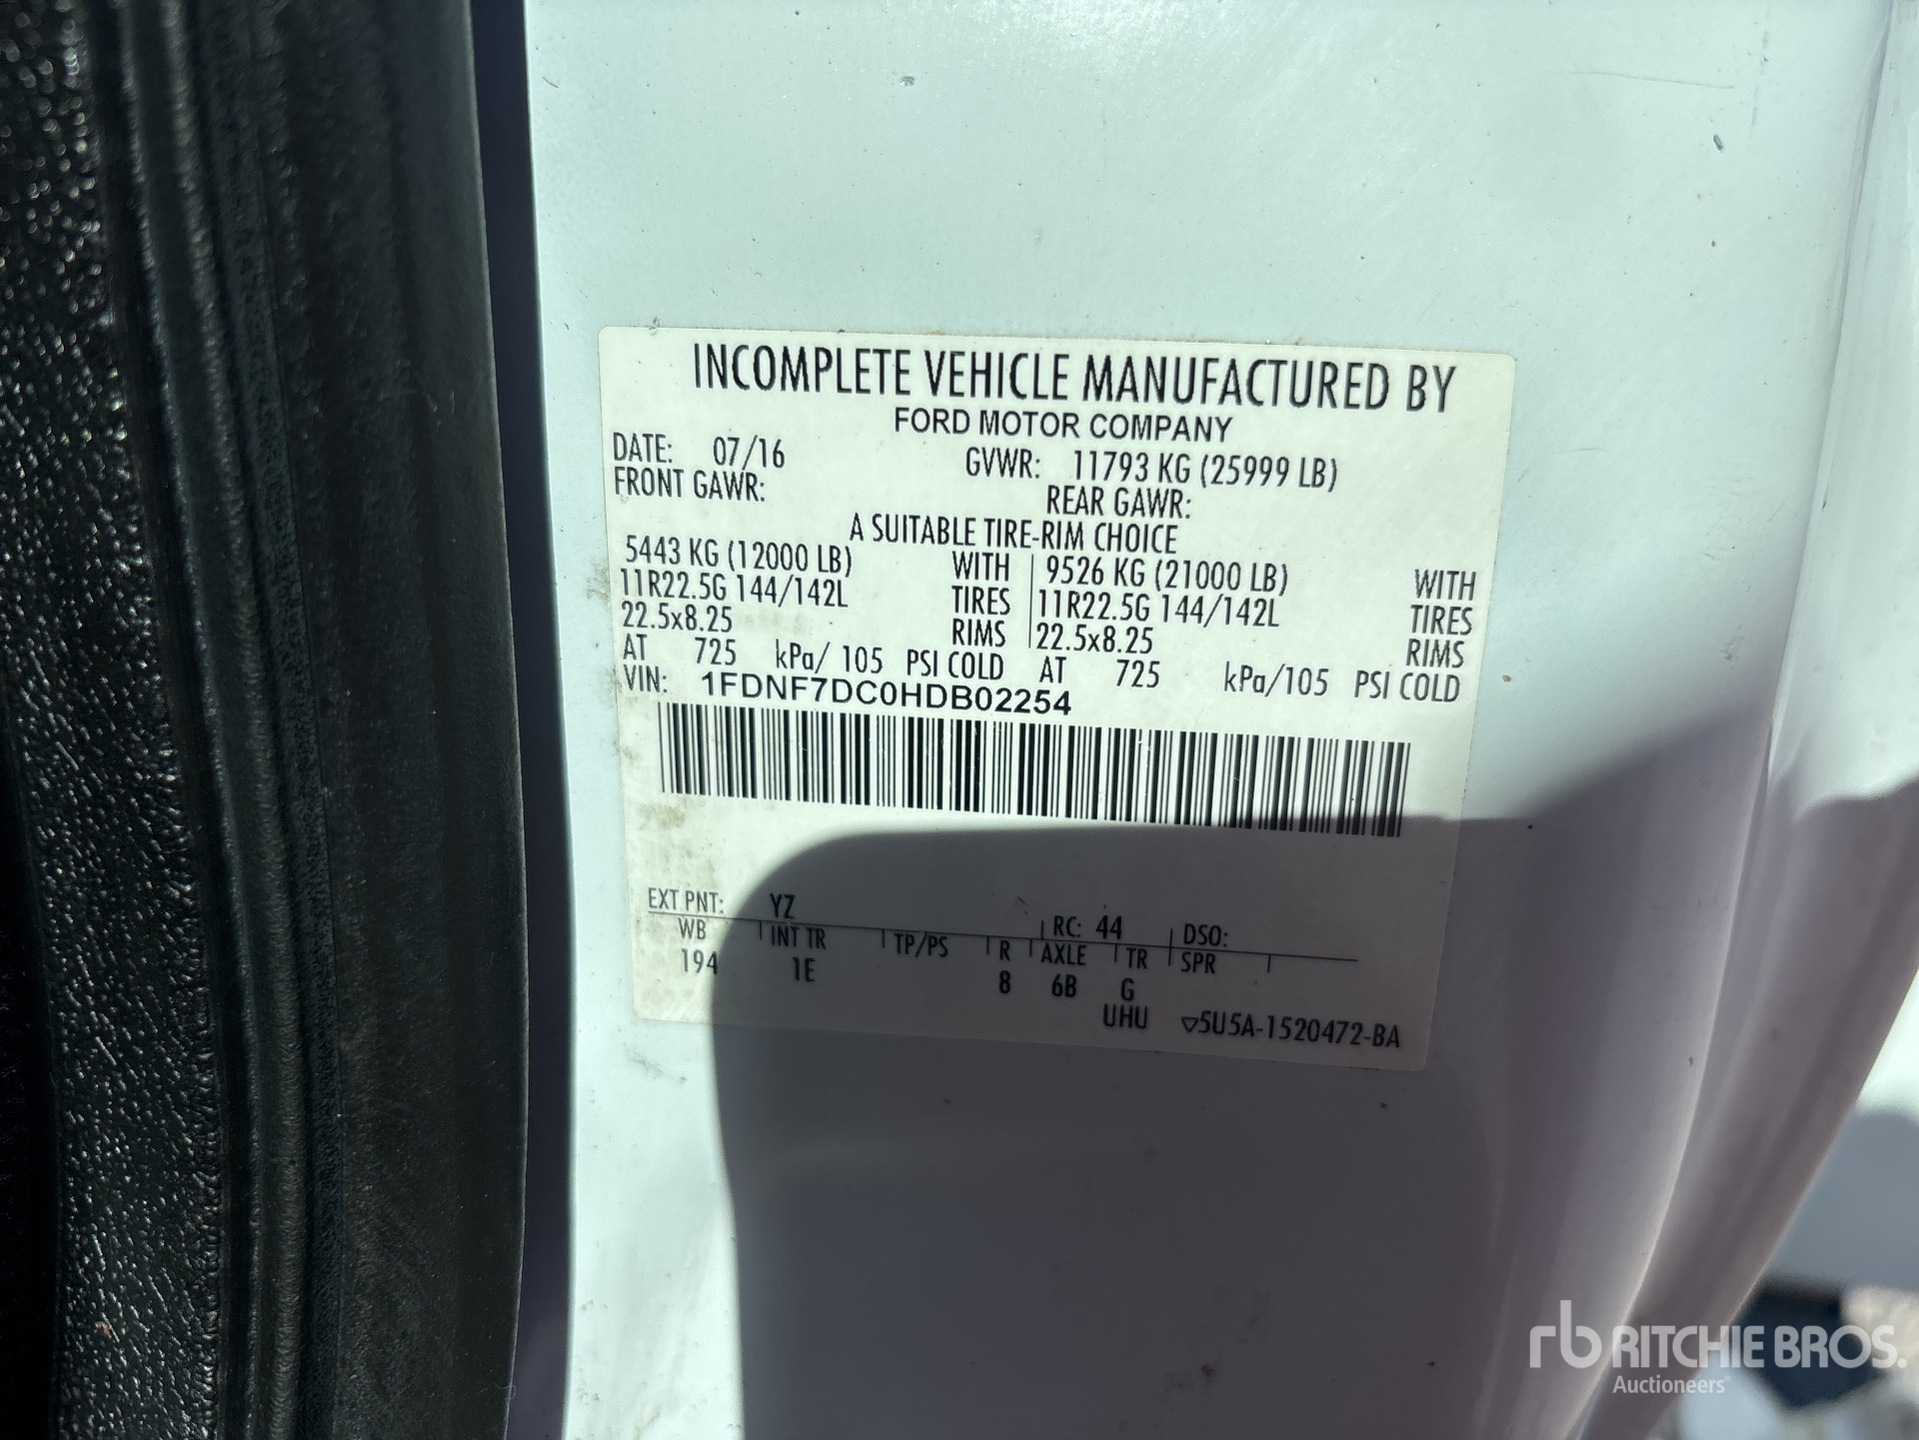 INCOMPLETE VEHICLE MANUFACTURED BY
FORD MOTOR COMPANY
DATE: 07/16 GVWR: 11793 KG (25999 LB)
FRONT GAWR: REAR GAWR:
A SUITABLE TIRE-RIM CHOICE
5443 KG (12000 LB) WITH 9526 KG (21000 LB) WITH
11R22.5G 144/142L TIRES 11R22.5G 144/142L TIRES
22.5x8.25 RIMS 22.5x8.25 RIMS
AT 725 kPa/ 105 PSI COLD AT 725 kPa/105 PSI COLD
VIN: 1FDNF7DC0HDB02254
EXT PNT: YZ RC: 44 DSO:
WB INT TR TP/PS R AXLE TR SPR
194 1E 8 6B G
UHU ▽5U5A-1520472-BA
rb RITCHIE BROS.
Auctioneers